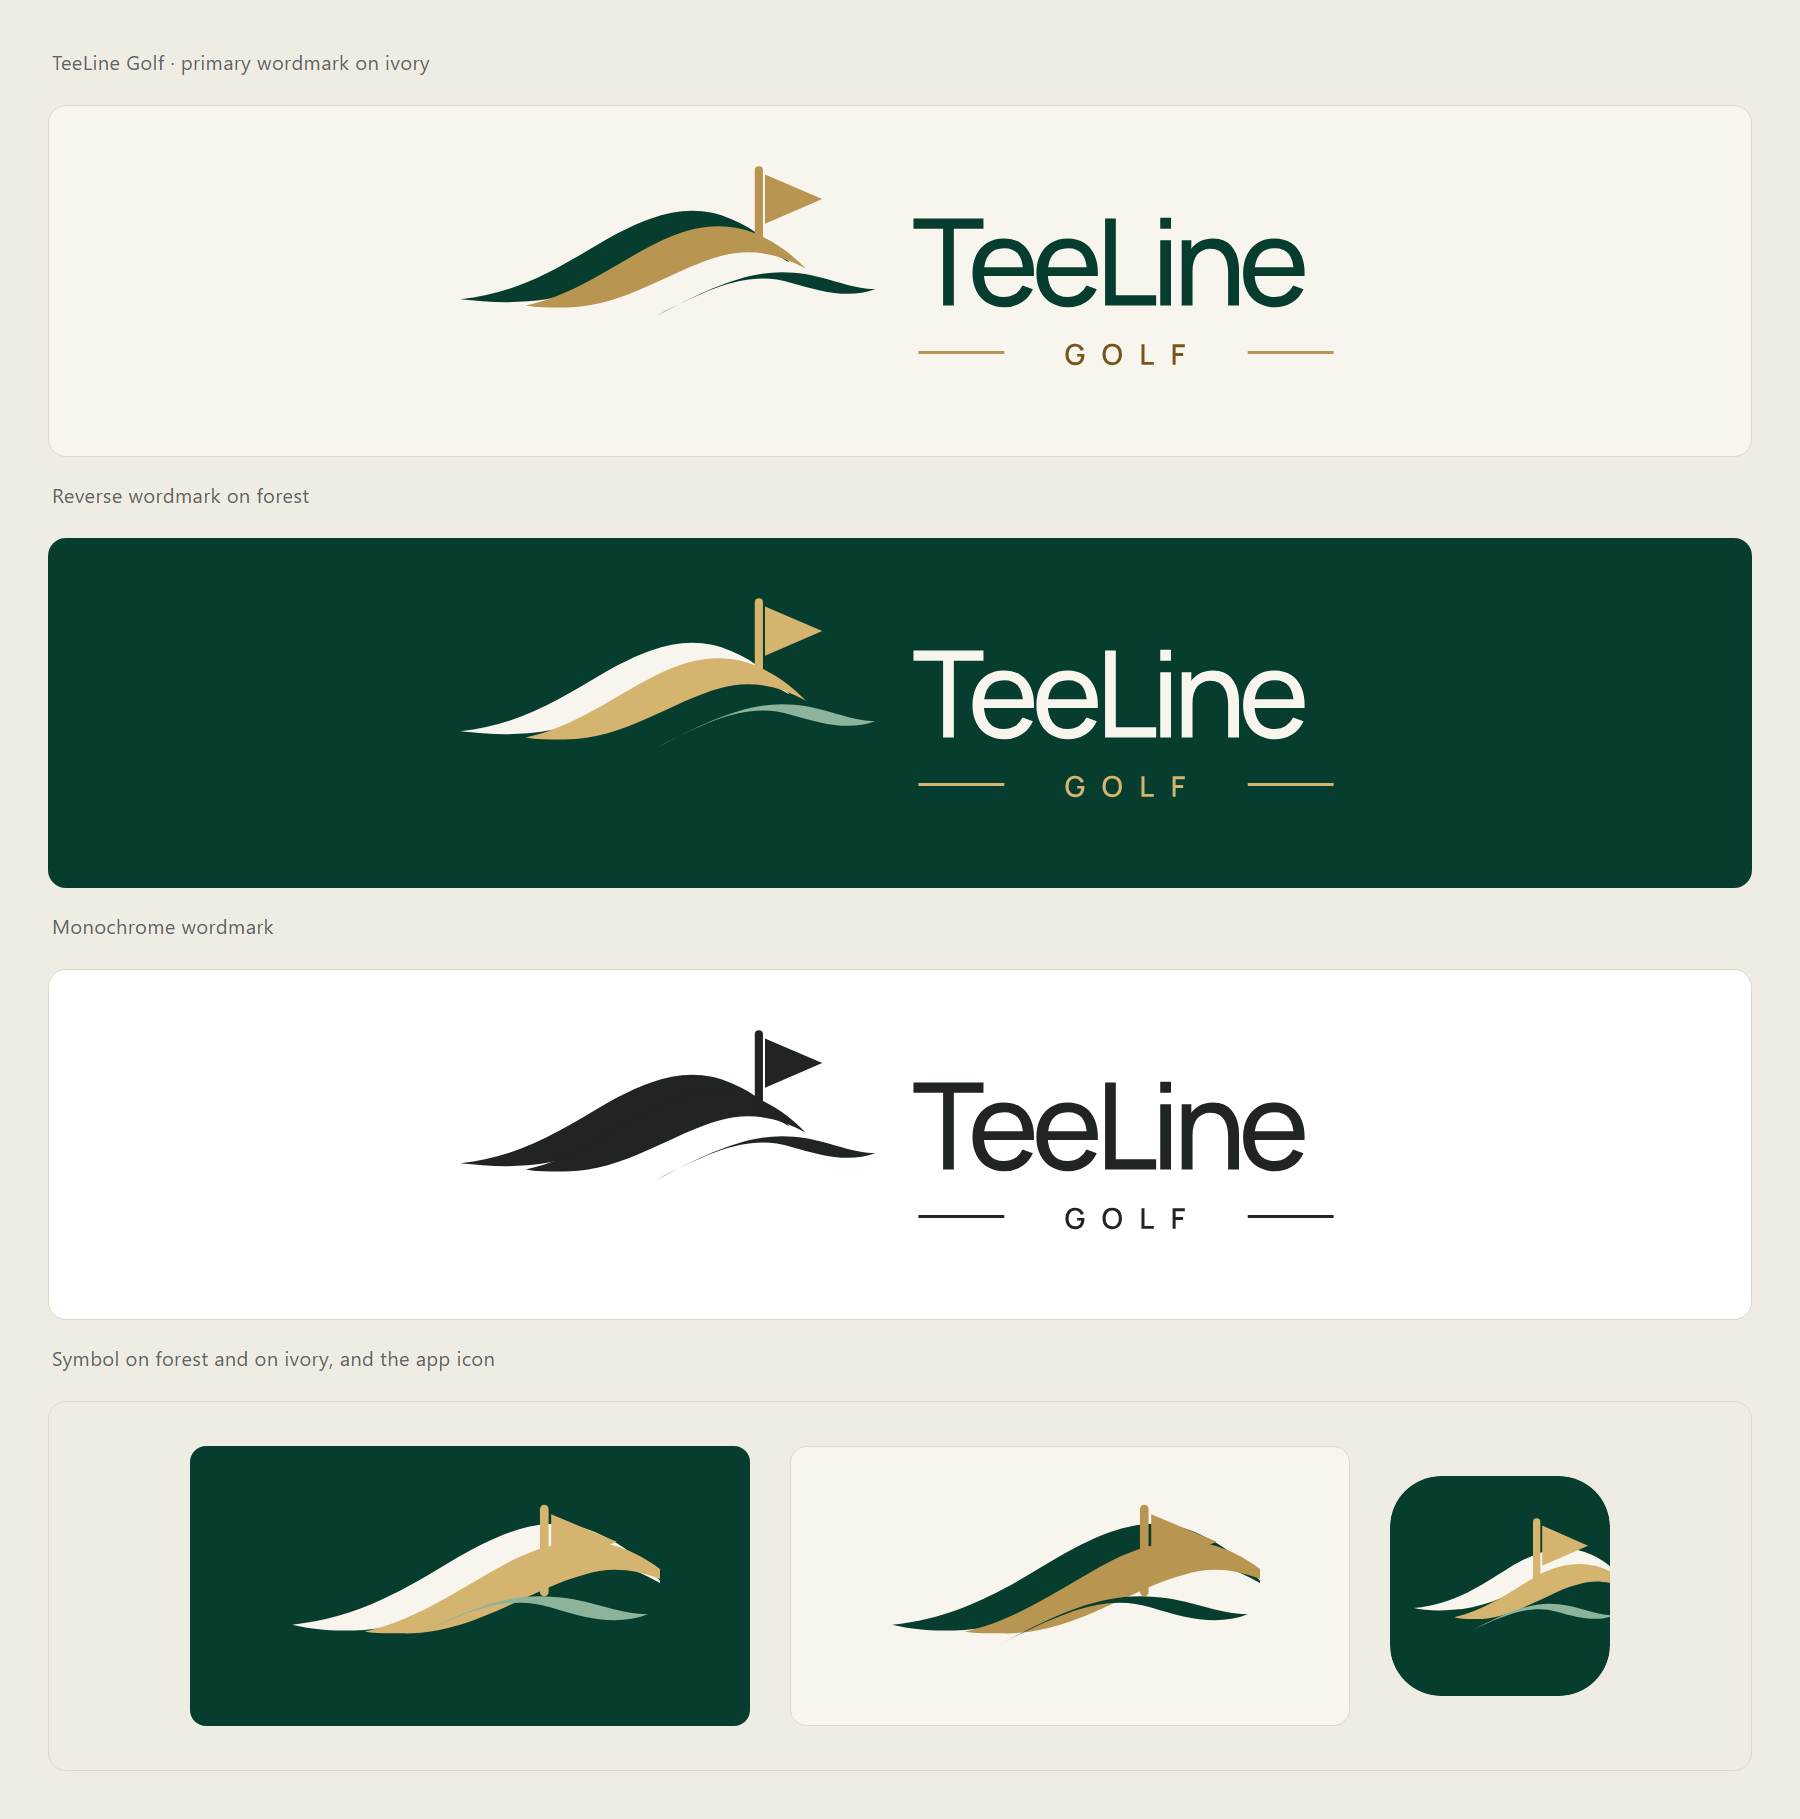 TeeLine Golf · primary wordmark on ivory
TeeLine
GOLF
Reverse wordmark on forest
TeeLine
GOLF
Monochrome wordmark
TeeLine
GOLF
Symbol on forest and on ivory, and the app icon